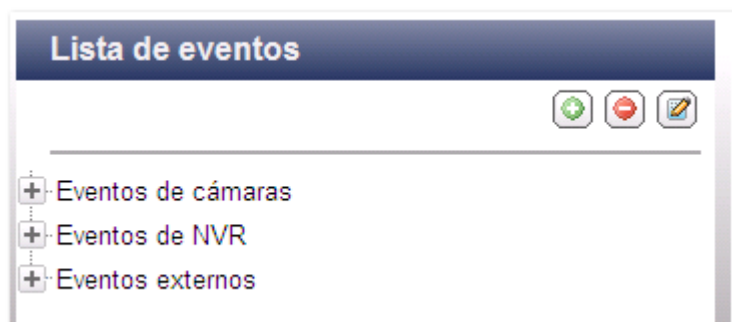 Lista de eventos
Eventos de cámaras
Eventos de NVR
Eventos externos